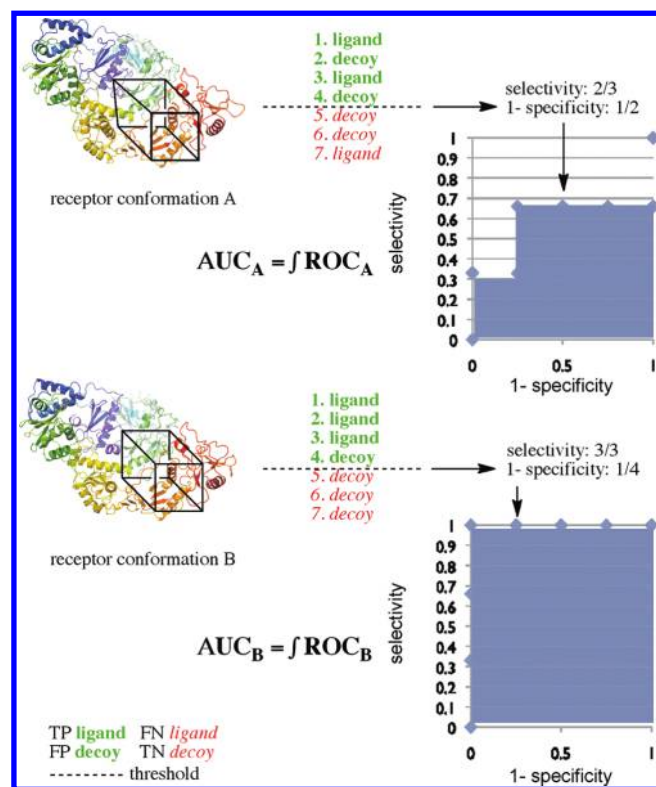 1. ligand
2. decoy
3. ligand
4. decoy
5. decoy
6. decoy
7. ligand
selectivity: 2/3
1- specificity: 1/2
receptor conformation A
AUCA = ∫ROCA
selectivity
1
0.9
0.8
0.7
0.6
0.5
0.4
0.3
0.2
0.1
0
0 0.5 1
1- specificity
1. ligand
2. ligand
3. ligand
4. decoy
5. decoy
6. decoy
7. decoy
selectivity: 3/3
1- specificity: 1/4
receptor conformation B
AUCB = ∫ROCB
selectivity
1
0.9
0.8
0.7
0.6
0.5
0.4
0.3
0.2
0.1
0
0 0.5 1
1- specificity
TP ligand FN ligand
FP decoy TN decoy
threshold